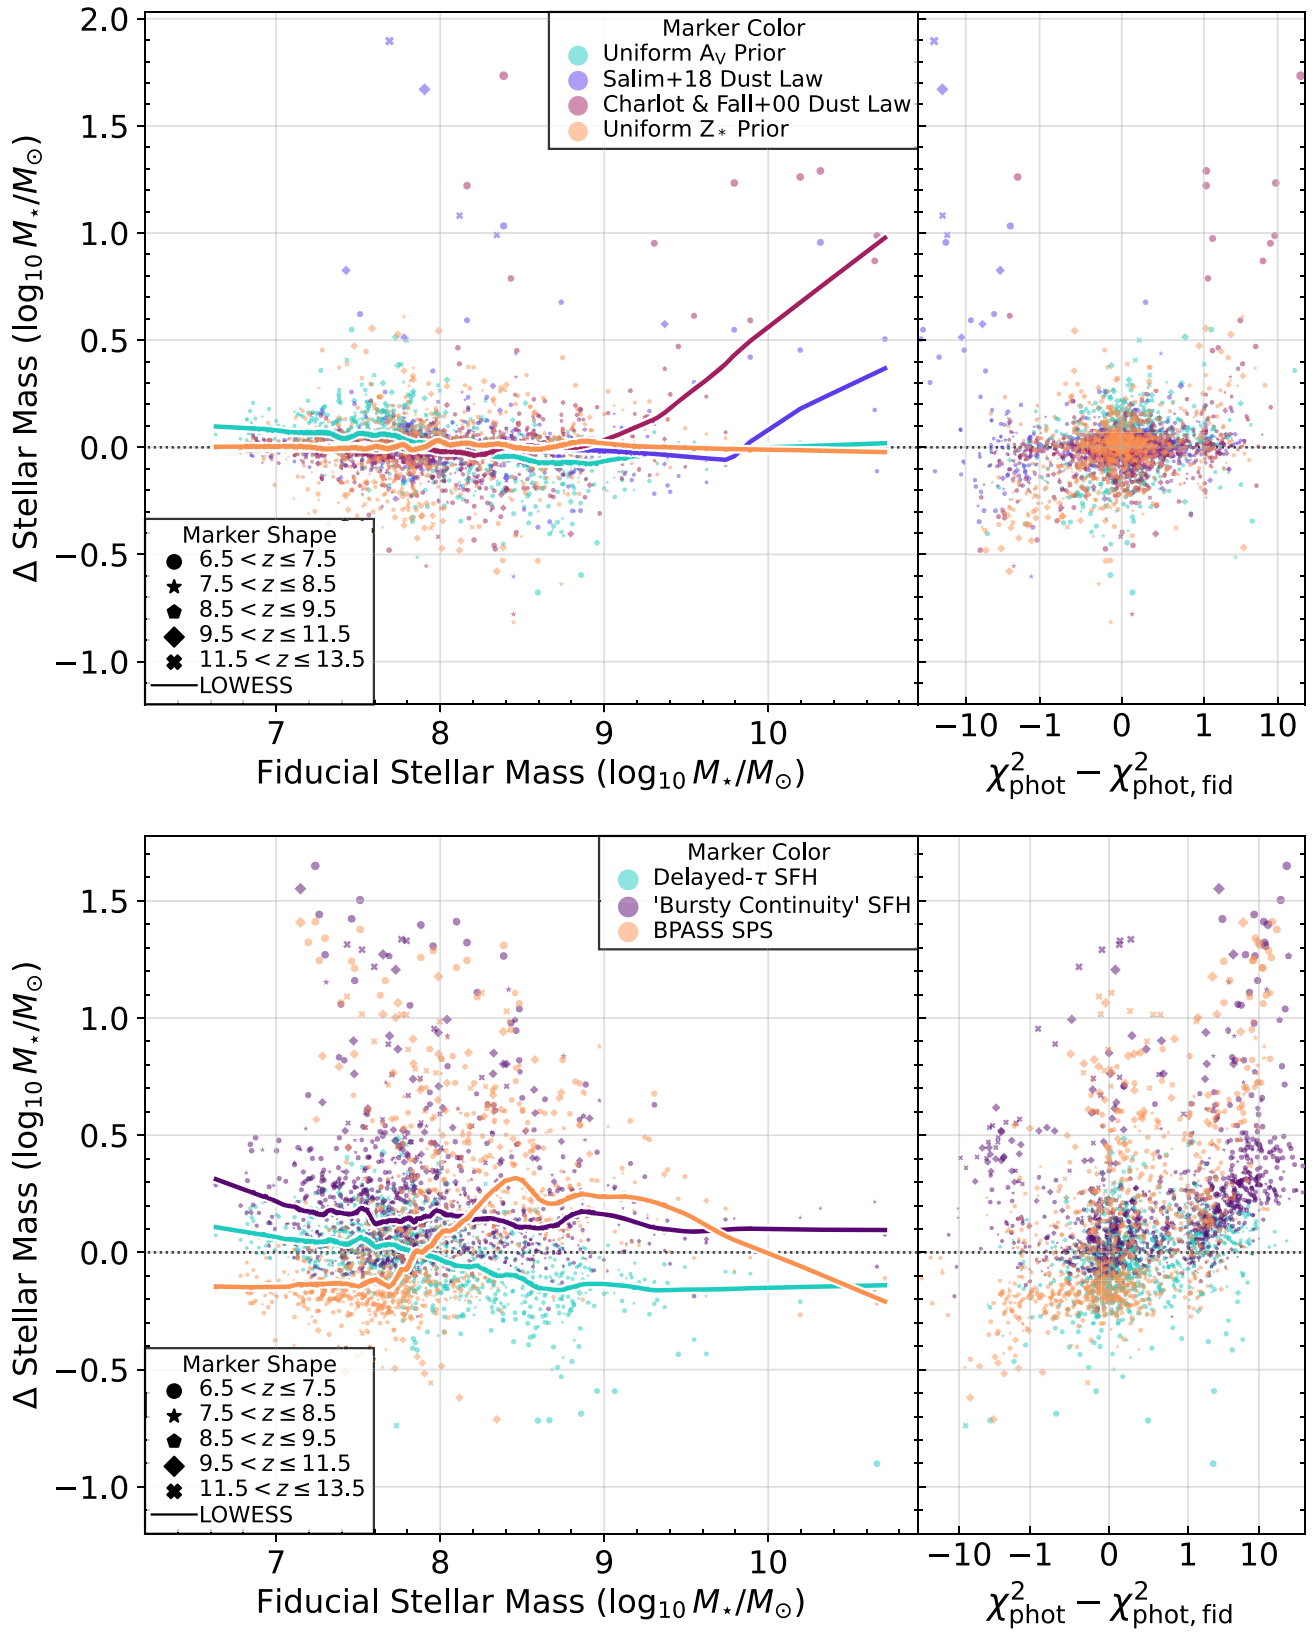 2.0
1.5
1.0
0.5
0.0
−0.5
−1.0
Δ Stellar Mass (log₁₀ M⋆/M⊙)
Marker Color
Uniform A_V Prior
Salim+18 Dust Law
Charlot & Fall+00 Dust Law
Uniform Z∗ Prior
Marker Shape
6.5 < z ≤ 7.5
7.5 < z ≤ 8.5
8.5 < z ≤ 9.5
9.5 < z ≤ 11.5
11.5 < z ≤ 13.5
LOWESS
7 8 9 10
Fiducial Stellar Mass (log₁₀ M⋆/M⊙)
−10 −1 0 1 10
χ²_phot − χ²_phot, fid
1.5
1.0
0.5
0.0
−0.5
−1.0
Δ Stellar Mass (log₁₀ M⋆/M⊙)
Marker Color
Delayed-τ SFH
'Bursty Continuity' SFH
BPASS SPS
Marker Shape
6.5 < z ≤ 7.5
7.5 < z ≤ 8.5
8.5 < z ≤ 9.5
9.5 < z ≤ 11.5
11.5 < z ≤ 13.5
LOWESS
7 8 9 10
Fiducial Stellar Mass (log₁₀ M⋆/M⊙)
−10 −1 0 1 10
χ²_phot − χ²_phot, fid